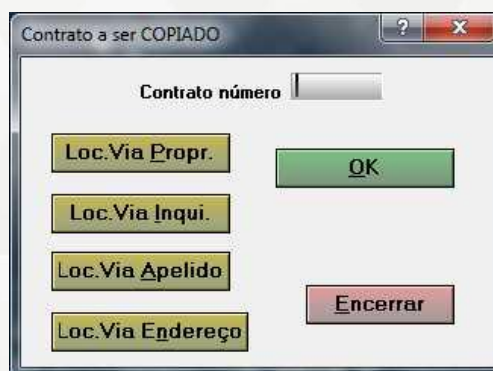 Contrato a ser COPIADO
Contrato número
Loc.Via Propr.
OK
Loc.Via Inqui.
Loc.Via Apelido
Encerrar
Loc.Via Endereço